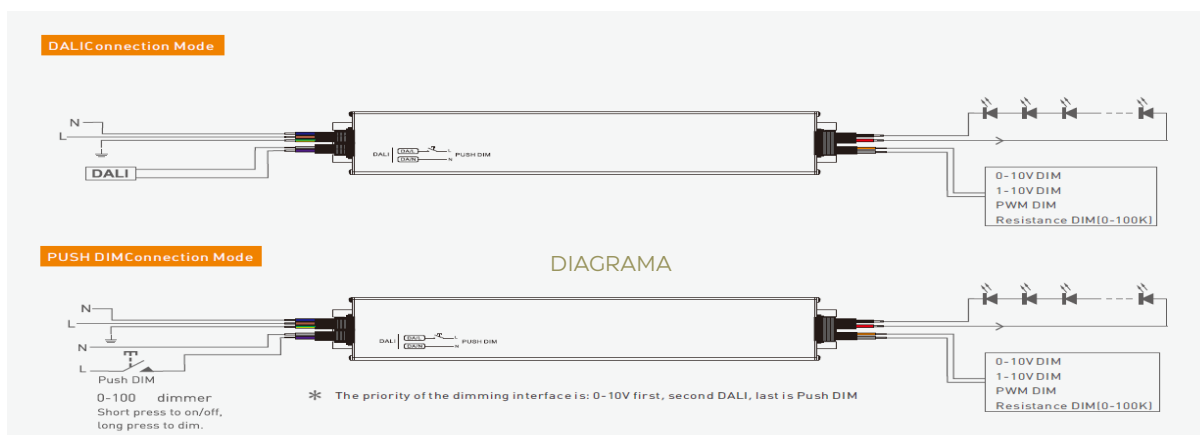 DALIConnection Mode
N
L
DALI
DALI
DA/L
L
PUSH DIM
DA/N
N
0-10V DIM
1-10V DIM
PWM DIM
Resistance DIM(0-100K)
PUSH DIMConnection Mode
DIAGRAMA
N
L
N
L
Push DIM
0-100 dimmer
Short press to on/off,
long press to dim.
DALI
DA/L
L
PUSH DIM
DA/N
N
0-10V DIM
1-10V DIM
PWM DIM
Resistance DIM(0-100K)
* The priority of the dimming interface is: 0-10V first, second DALI, last is Push DIM